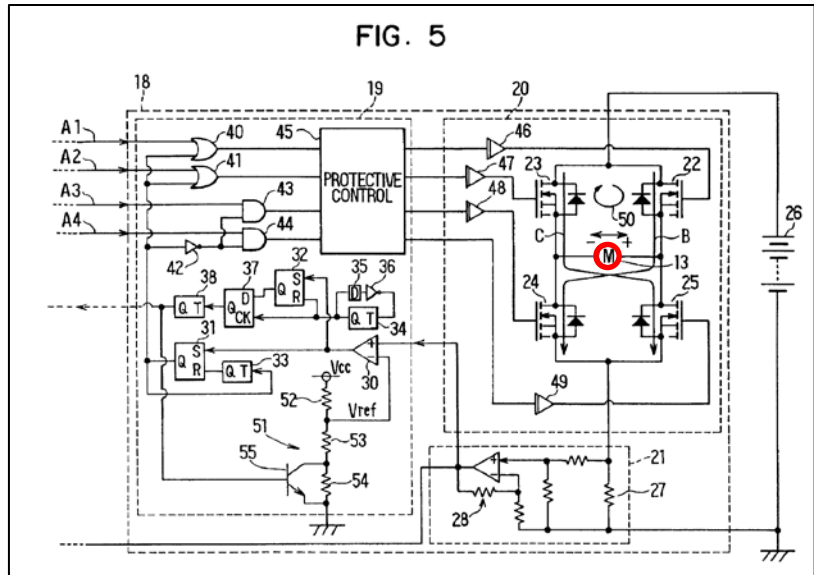 FIG. 5
18
19
20
A1
A2
A3
A4
40
41
43
44
42
45
PROTECTIVE
CONTROL
46
47
48
49
23
22
50
C
B
- +
M
13
24
25
26
38
Q T
37
Q D
CK
32
Q S
R
35
D
36
Q T
34
31
Q S
R
33
Q T
+
-
30
Vcc
52
Vref
51
53
55
54
+
-
21
28
27